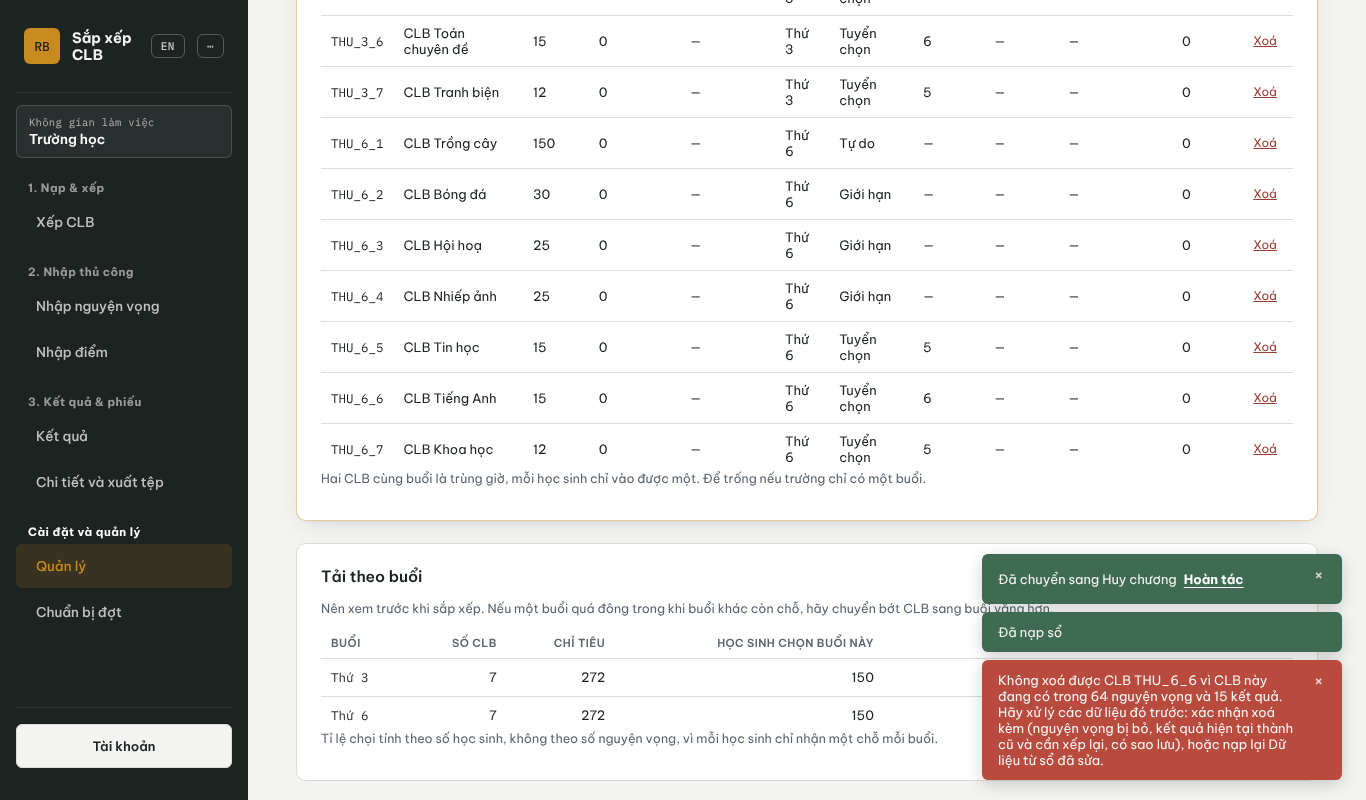 RB
Sắp xếp
CLB
EN
…
Không gian làm việc
Trường học
1. Nạp & xếp
Xếp CLB
2. Nhập thủ công
Nhập nguyện vọng
Nhập điểm
3. Kết quả & phiếu
Kết quả
Chi tiết và xuất tệp
Cài đặt và quản lý
Quản lý
Chuẩn bị đợt
Tài khoản
THU_3_6 CLB Toán chuyên đề 15 0 — Thứ 3 Tuyển chọn 6 — — 0 Xoá
THU_3_7 CLB Tranh biện 12 0 — Thứ 3 Tuyển chọn 5 — — 0 Xoá
THU_6_1 CLB Trồng cây 150 0 — Thứ 6 Tự do — — — 0 Xoá
THU_6_2 CLB Bóng đá 30 0 — Thứ 6 Giới hạn — — — 0 Xoá
THU_6_3 CLB Hội hoạ 25 0 — Thứ 6 Giới hạn — — — 0 Xoá
THU_6_4 CLB Nhiếp ảnh 25 0 — Thứ 6 Giới hạn — — — 0 Xoá
THU_6_5 CLB Tin học 15 0 — Thứ 6 Tuyển chọn 5 — — 0 Xoá
THU_6_6 CLB Tiếng Anh 15 0 — Thứ 6 Tuyển chọn 6 — — 0 Xoá
THU_6_7 CLB Khoa học 12 0 — Thứ 6 Tuyển chọn 5 — — 0 Xoá
Hai CLB cùng buổi là trùng giờ, mỗi học sinh chỉ vào được một. Để trống nếu trường chỉ có một buổi.
Tải theo buổi
Nên xem trước khi sắp xếp. Nếu một buổi quá đông trong khi buổi khác còn chỗ, hãy chuyển bớt CLB sang buổi vắng hơn.
BUỔI SỐ CLB CHỈ TIÊU HỌC SINH CHỌN BUỔI NÀY
Thứ 3 7 272 150
Thứ 6 7 272 150
Tỉ lệ chọi tính theo số học sinh, không theo số nguyện vọng, vì mỗi học sinh chỉ nhận một chỗ mỗi buổi.
Đã chuyển sang Huy chương Hoàn tác ×
Đã nạp sổ
Không xoá được CLB THU_6_6 vì CLB này ×
đang có trong 64 nguyện vọng và 15 kết quả.
Hãy xử lý các dữ liệu đó trước: xác nhận xoá
kèm (nguyện vọng bị bỏ, kết quả hiện tại thành
cũ và cần xếp lại, có sao lưu), hoặc nạp lại Dữ
liệu từ sổ đã sửa.